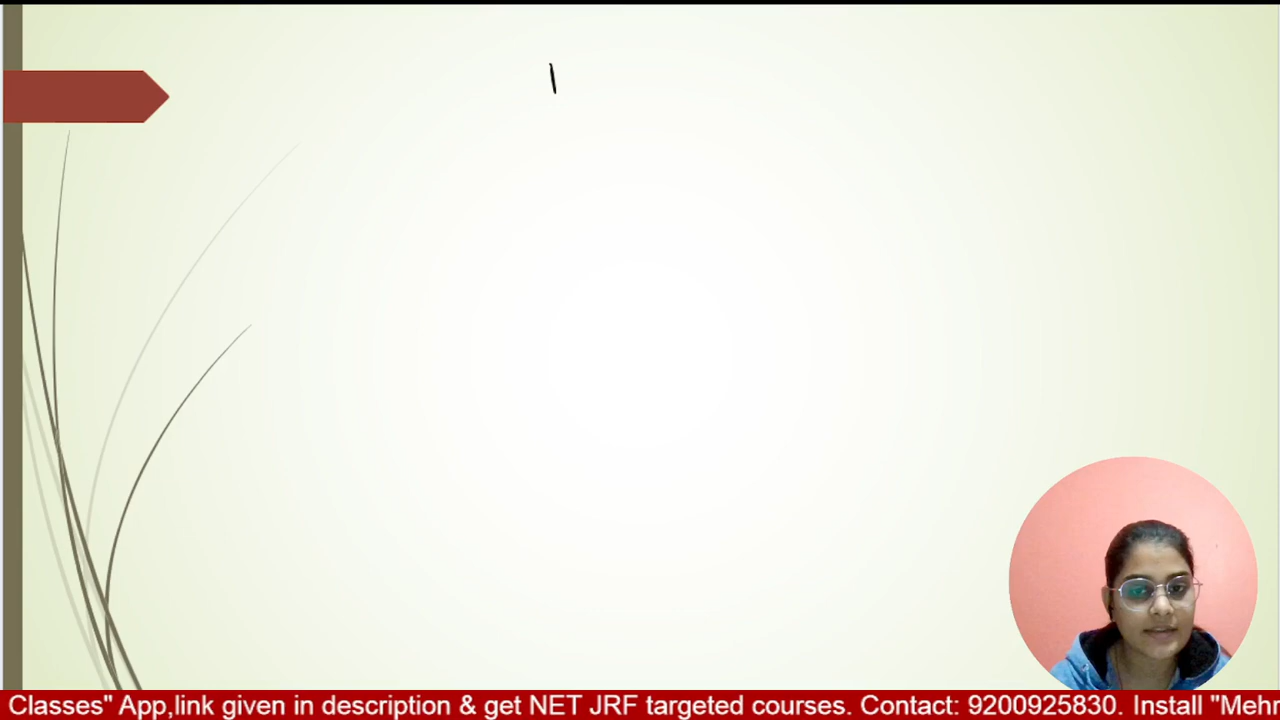 Classes" App,link given in description & get NET JRF targeted courses. Contact: 9200925830. Install "Mehr